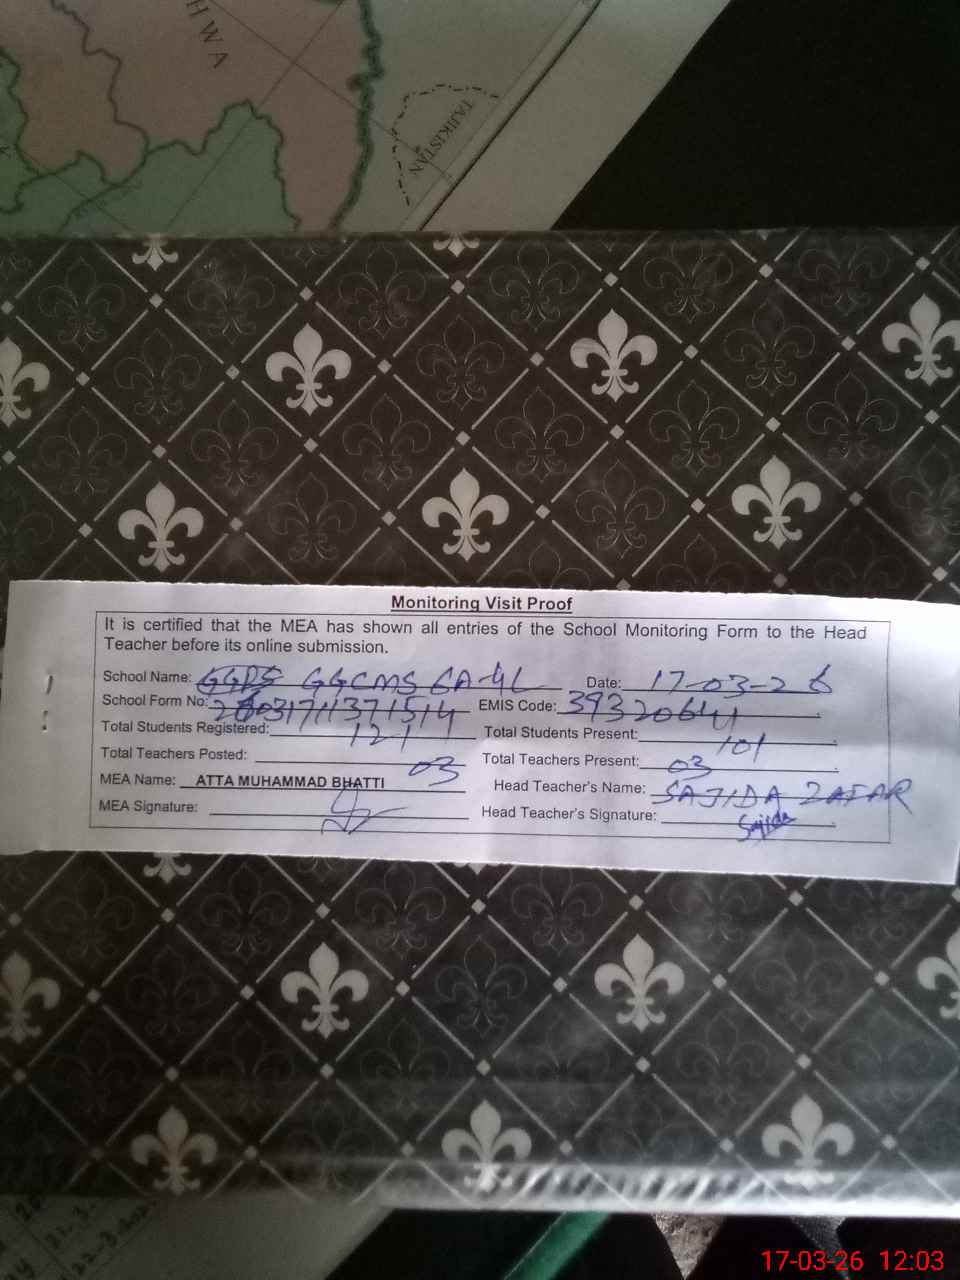 HWA
TAJIKISTAN
Monitoring Visit Proof
It is certified that the MEA has shown all entries of the School Monitoring Form to the Head
Teacher before its online submission.
School Name: GGPS GGCMS 6A-4L Date: 17-03-26
School Form No: EMIS Code: 39320641
Total Students Registered: 121 Total Students Present: 101
Total Teachers Posted: 03 Total Teachers Present: 03
MEA Name: ATTA MUHAMMAD BHATTI Head Teacher's Name: SAJIDA ZAFAR
MEA Signature: Head Teacher's Signature: Sajida
17-03-26 12:03